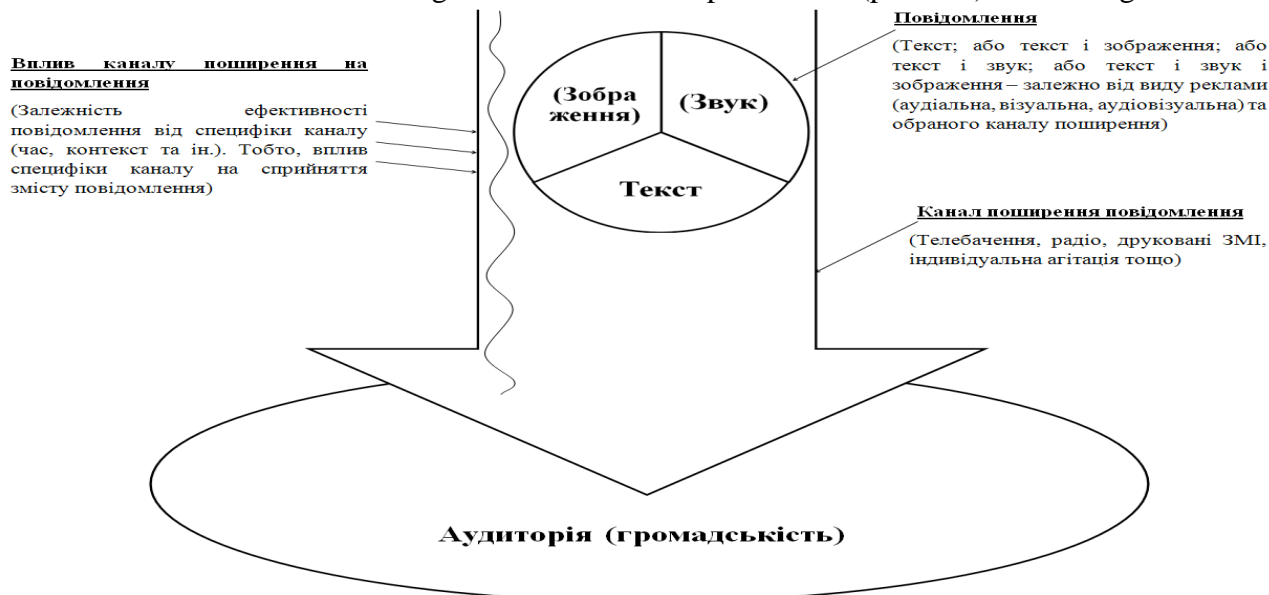 Повідомлення
(Текст; або текст і зображення; або
текст і звук; або текст і звук і
зображення – залежно від виду реклами
(аудіальна, візуальна, аудіовізуальна) та
обраного каналу поширення)
Вплив каналу поширення на
повідомлення
(Залежність ефективності
повідомлення від специфіки каналу
(час, контекст та ін.). Тобто, вплив
специфіки каналу на сприйняття
змісту повідомлення)
(Зобра
ження)
(Звук)
Текст
Канал поширення повідомлення
(Телебачення, радіо, друковані ЗМІ,
індивідуальна агітація тощо)
Аудиторія (громадськість)